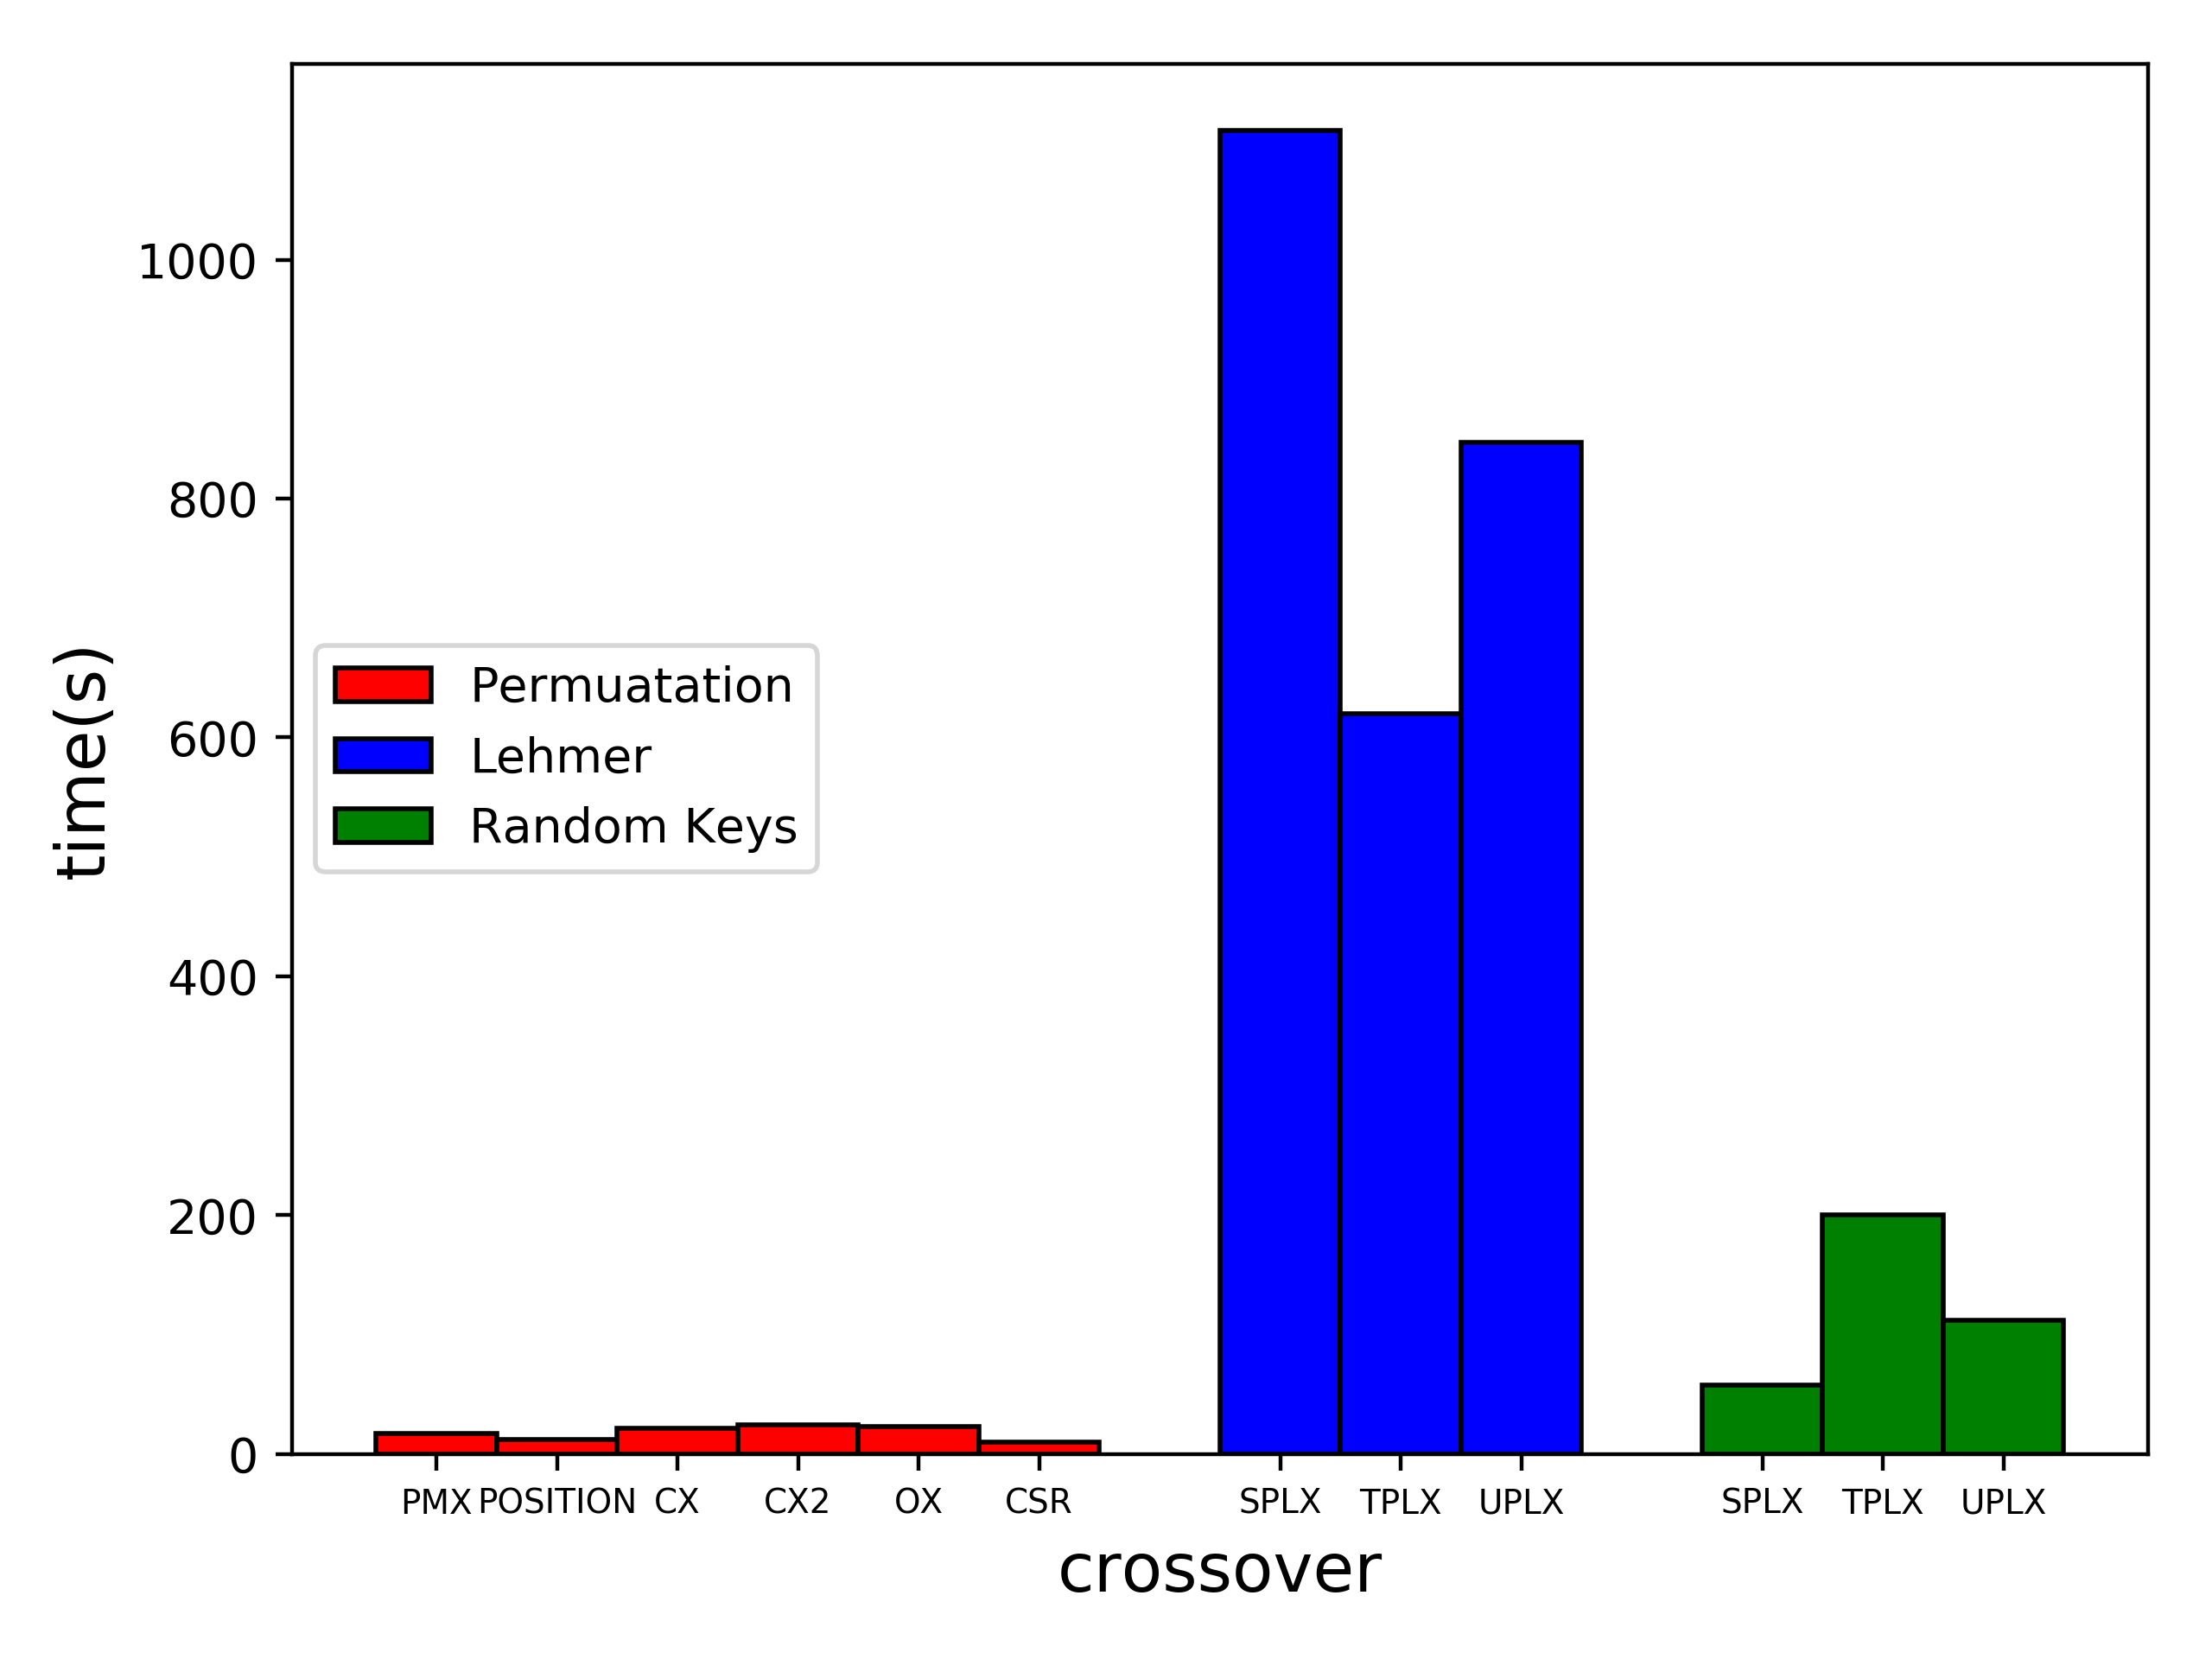 time(s)
1000
800
600
400
200
0
Permuatation
Lehmer
Random Keys
PMX POSITION CX CX2 OX CSR SPLX TPLX UPLX SPLX TPLX UPLX
crossover